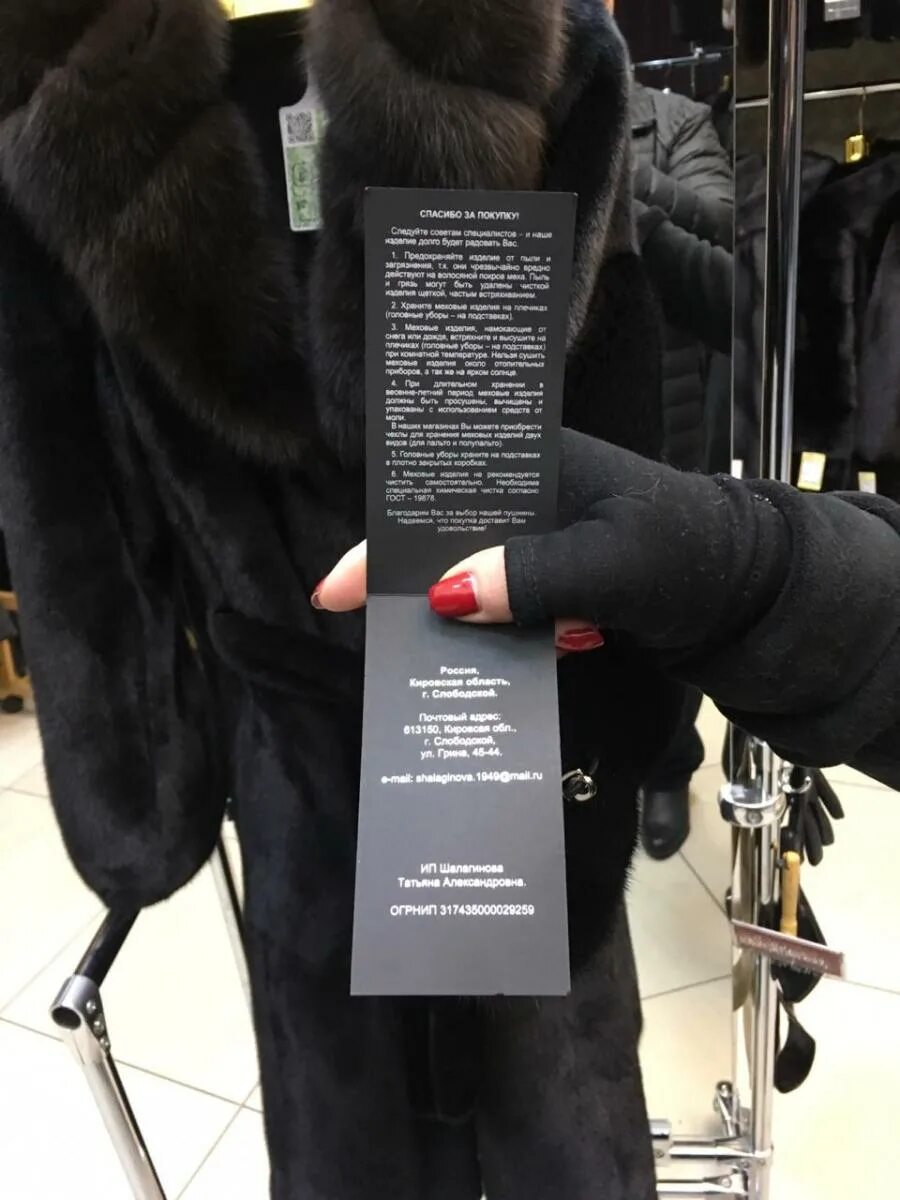 СПАСИБО ЗА ПОКУПКУ!
Следуйте советам специалистов – и наше
изделие долго будет радовать Вас.
1. Предохраняйте изделие от пыли и
загрязнения, т.к. они чрезвычайно вредно
действуют на волосяной покров меха. Пыль
и грязь могут быть удалены чисткой
изделия щеткой, частым встряхиванием.
2. Храните меховые изделия на плечиках
(головные уборы – на подставках).
3. Меховые изделия, намокающие от
снега или дождя, встряхните и высушите на
плечиках (головные уборы – на подставках)
при комнатной температуре. Нельзя сушить
меховые изделия около отопительных
приборов, а так же на ярком солнце.
4. При длительном хранении в
весенне-летний период меховые изделия
должны быть просушены, вычищены и
упакованы с использованием средств от
моли.
В наших магазинах Вы можете приобрести
чехлы для хранения меховых изделий двух
видов (для пальто и полупальто).
5. Головные уборы храните на подставках
в плотно закрытых коробках.
6. Меховые изделия не рекомендуется
чистить самостоятельно. Необходима
специальная химическая чистка согласно
ГОСТ – 19878.
Благодарим Вас за выбор нашей пушнины.
Надеемся, что покупка доставит Вам
удовольствие!
Россия,
Кировская область,
г. Слободской.
Почтовый адрес:
613150, Кировская обл.,
г. Слободской,
ул. Грина, 45-44.
e-mail: shalaginova.1949@mail.ru
ИП Шалагинова
Татьяна Александровна.
ОГРНИП 317435000029259